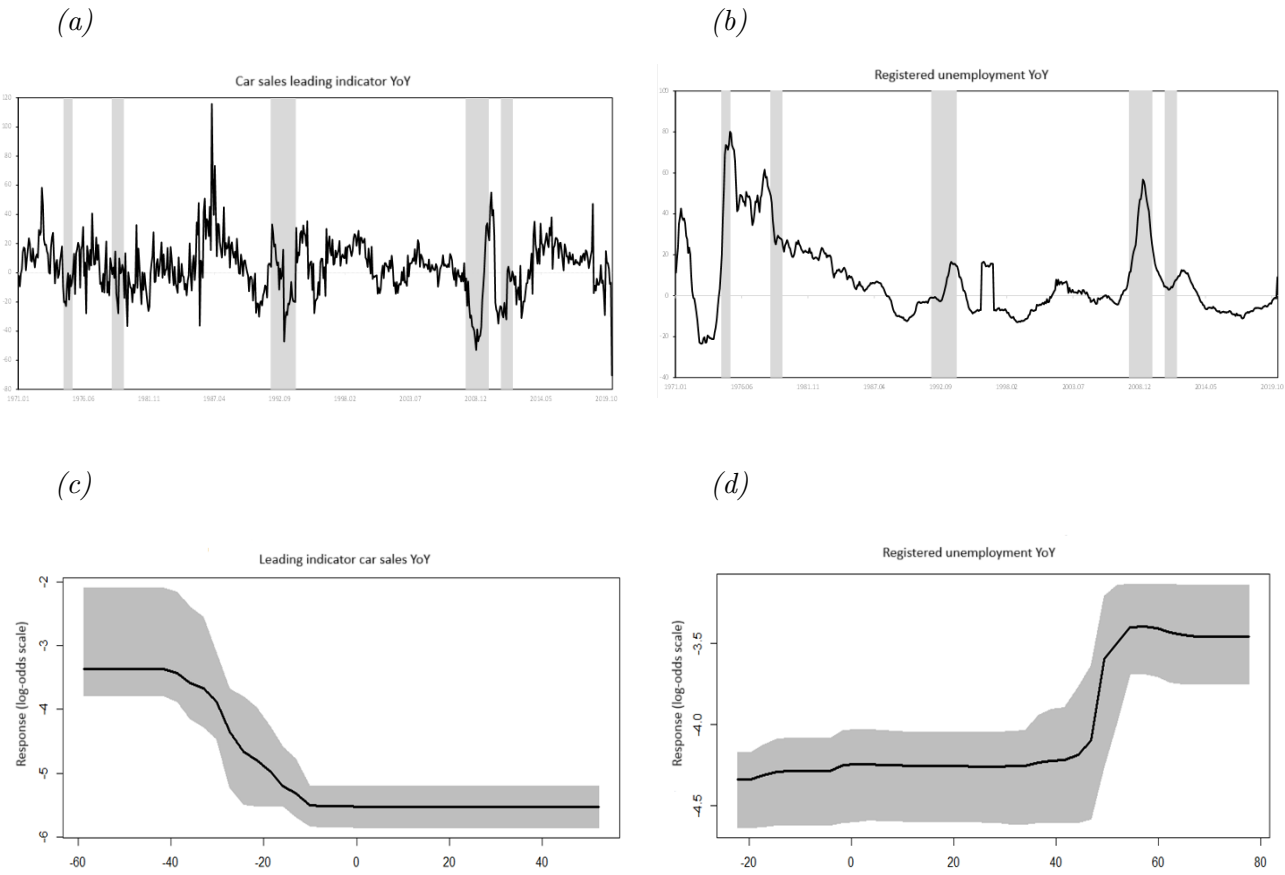 (a)
(b)
Car sales leading indicator YoY
120
100
80
60
40
20
0
-20
-40
-60
-80
1971.01 1976.06 1981.11 1987.04 1992.09 1998.02 2003.07 2008.12 2014.05 2019.10
Registered unemployment YoY
100
80
60
40
20
0
-20
-40
1971.01 1976.06 1981.11 1987.04 1992.09 1998.02 2003.07 2008.12 2014.05 2019.10
(c)
(d)
Leading indicator car sales YoY
Response (log-odds scale)
-2
-3
-4
-5
-6
-60 -40 -20 0 20 40
Registered unemployment YoY
Response (log-odds scale)
-3.5
-4.0
-4.5
-20 0 20 40 60 80